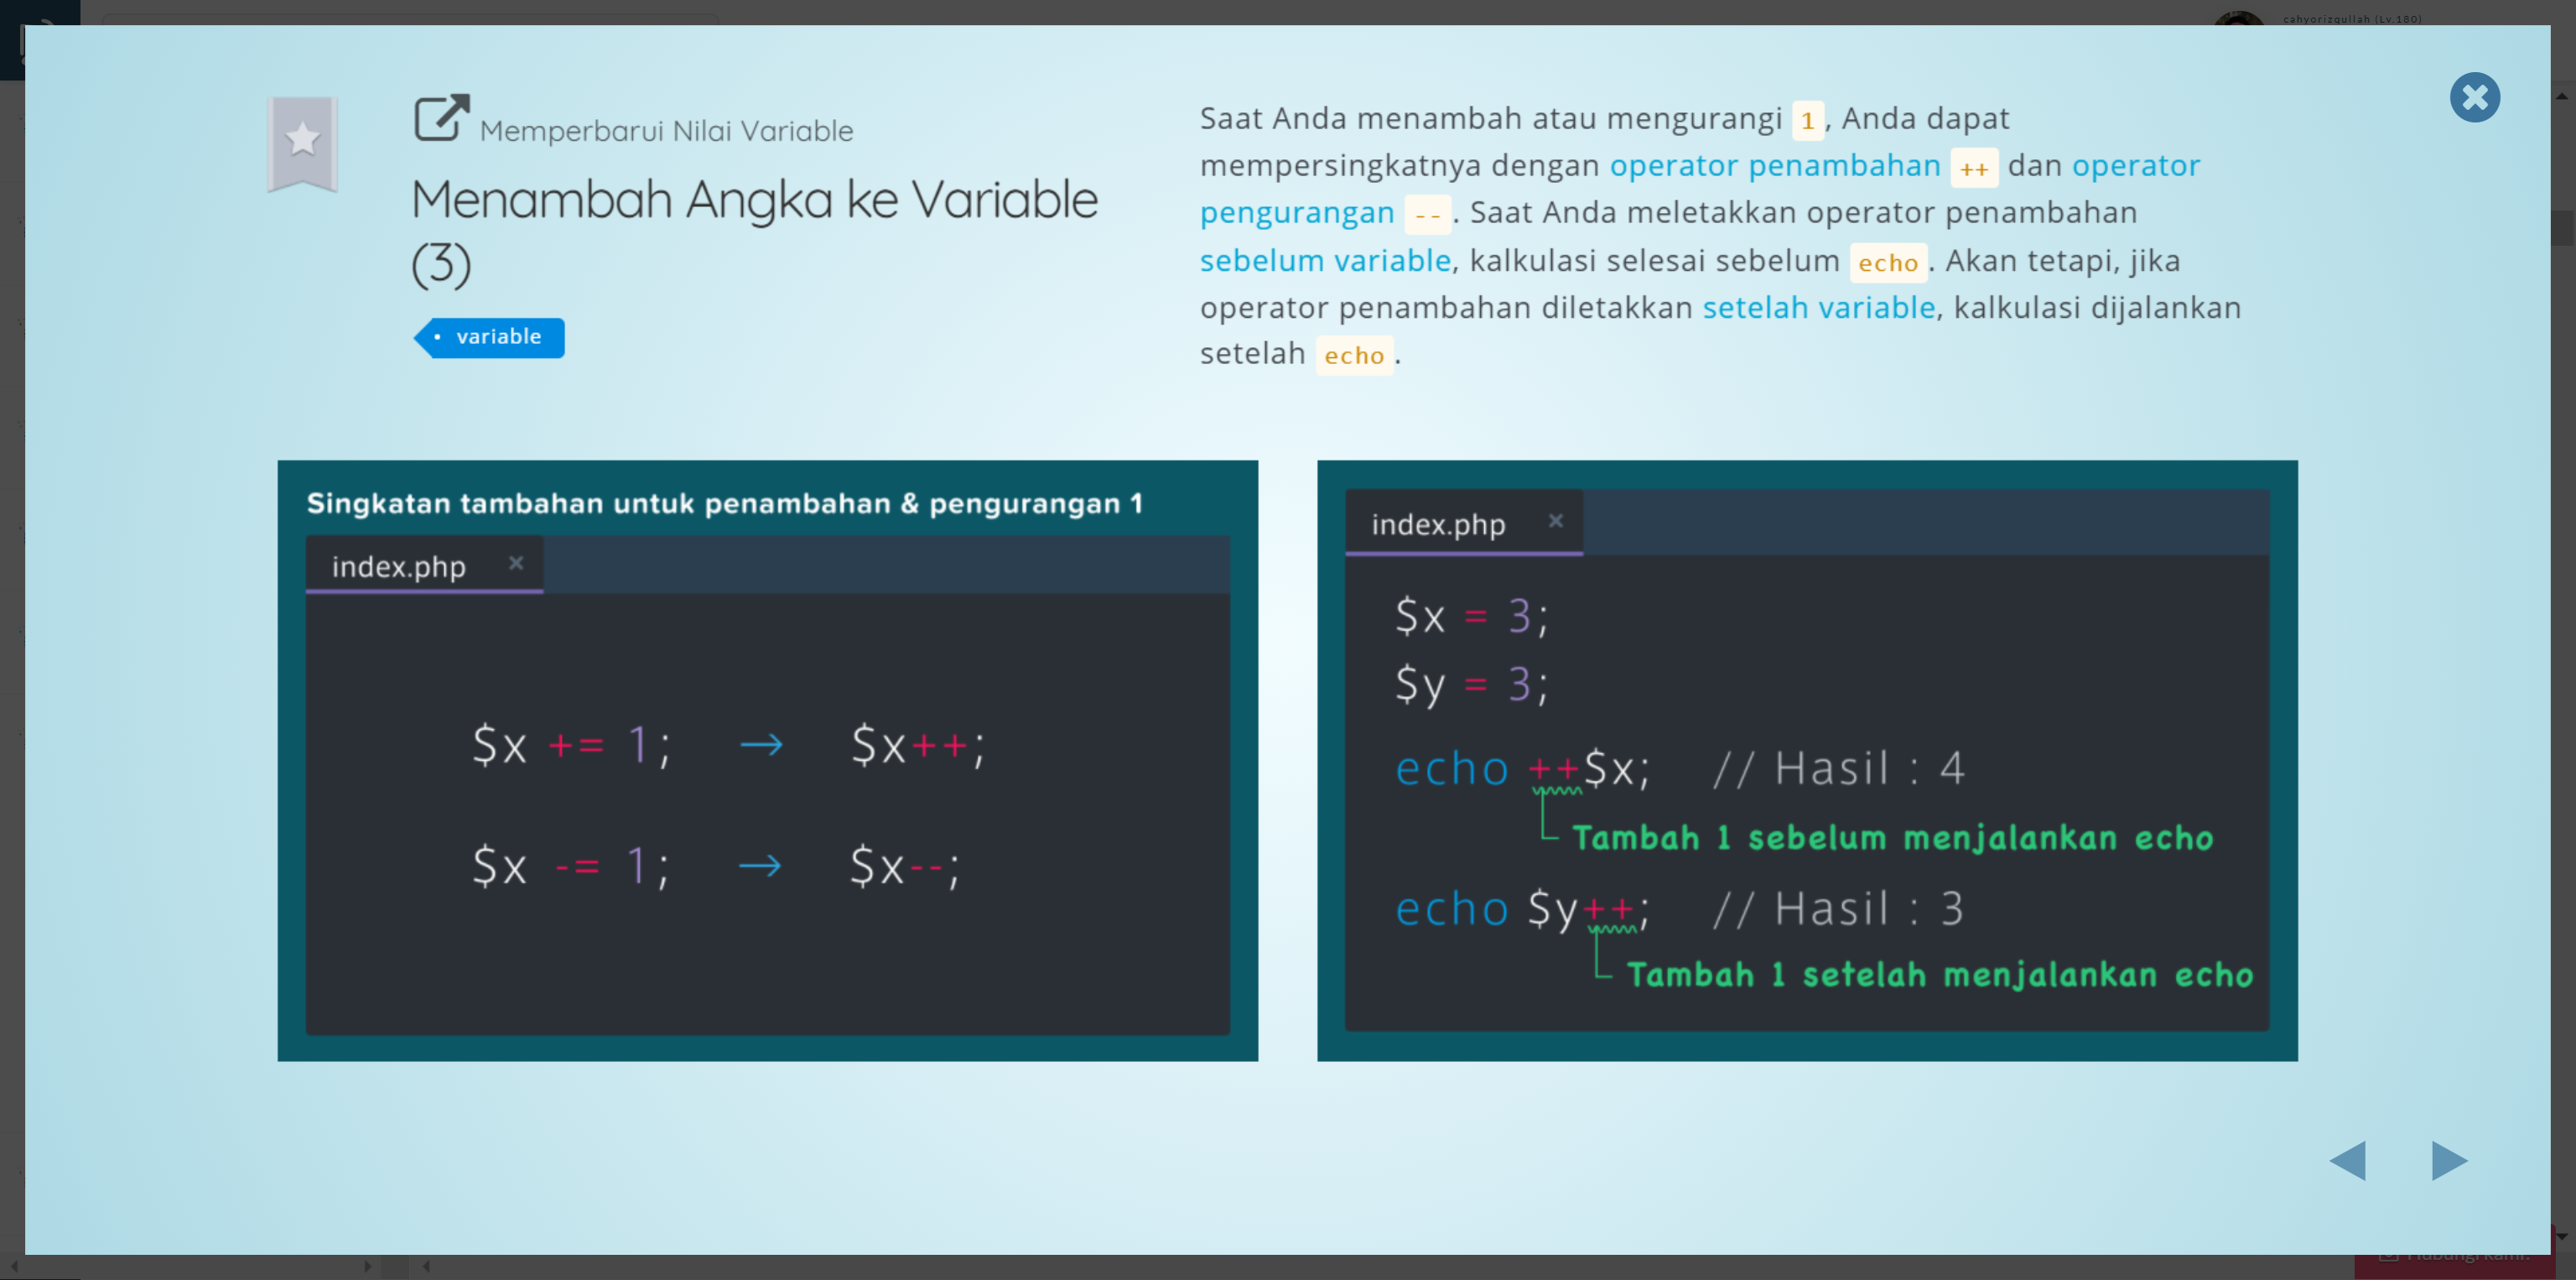 cahyorizqullah (Lv.180)
Memperbarui Nilai Variable
Menambah Angka ke Variable
(3)
• variable
Saat Anda menambah atau mengurangi 1, Anda dapat
mempersingkatnya dengan operator penambahan ++ dan operator
pengurangan --. Saat Anda meletakkan operator penambahan
sebelum variable, kalkulasi selesai sebelum echo. Akan tetapi, jika
operator penambahan diletakkan setelah variable, kalkulasi dijalankan
setelah echo.
Singkatan tambahan untuk penambahan & pengurangan 1
index.php ×
$x += 1; → $x++;
$x -= 1; → $x--;
index.php ×
$x = 3;
$y = 3;
echo ++$x; // Hasil : 4
Tambah 1 sebelum menjalankan echo
echo $y++; // Hasil : 3
Tambah 1 setelah menjalankan echo